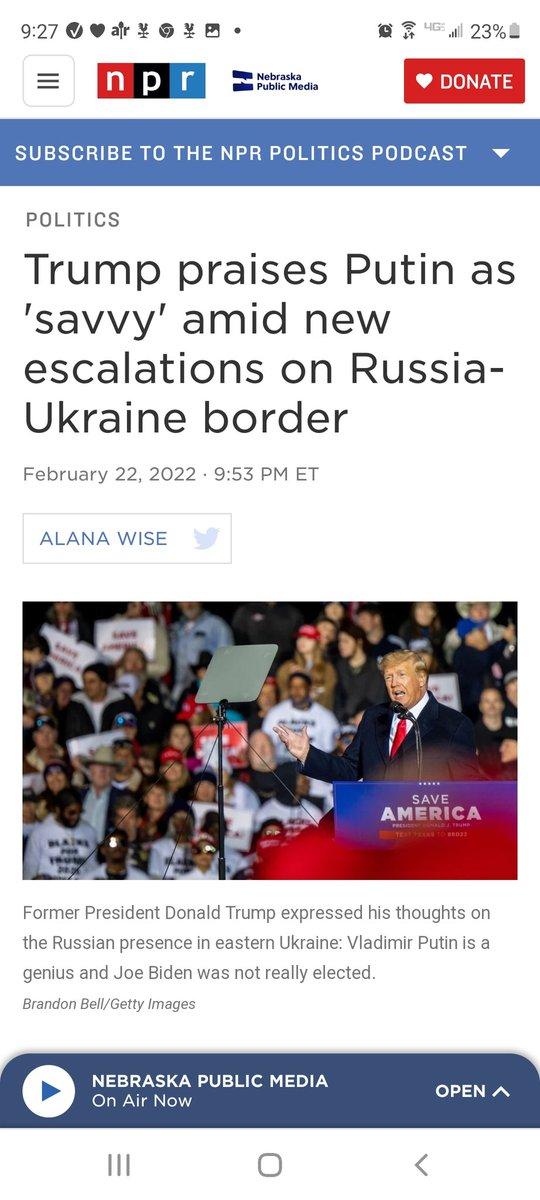 9:27 4GE 23%
npr Nebraska
Public Media DONATE
SUBSCRIBE TO THE NPR POLITICS PODCAST
POLITICS
Trump praises Putin as
'savvy' amid new
escalations on Russia-
Ukraine border
February 22, 2022 · 9:53 PM ET
ALANA WISE
SAVE
AMERICA
PRESIDENT DONALD J. TRUMP
Former President Donald Trump expressed his thoughts on
the Russian presence in eastern Ukraine: Vladimir Putin is a
genius and Joe Biden was not really elected.
Brandon Bell/Getty Images
NEBRASKA PUBLIC MEDIA
On Air Now
OPEN